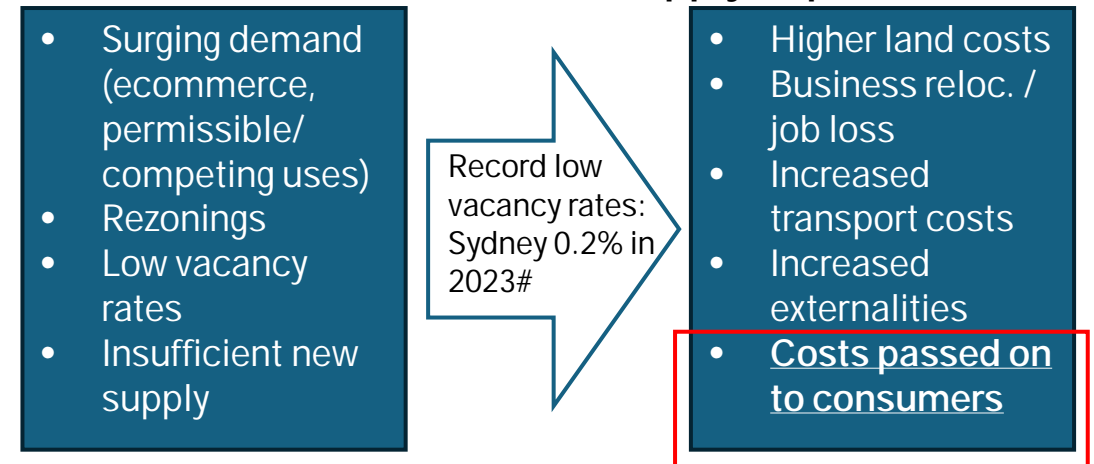 • Surging demand
(ecommerce,
permissible/
competing uses)
• Rezonings
• Low vacancy
rates
• Insufficient new
supply
Record low
vacancy rates:
Sydney 0.2% in
2023#
• Higher land costs
• Business reloc. /
job loss
• Increased
transport costs
• Increased
externalities
• Costs passed on
to consumers